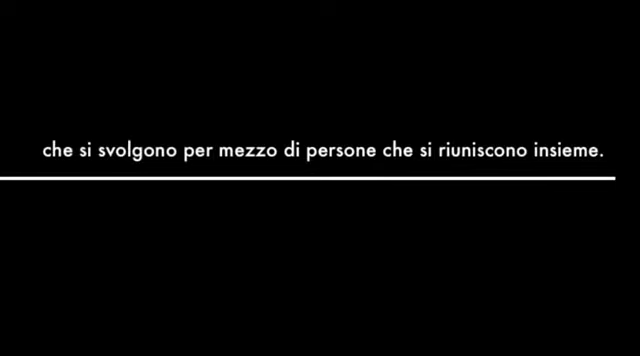 che si svolgono per mezzo di persone che si riuniscono insieme.